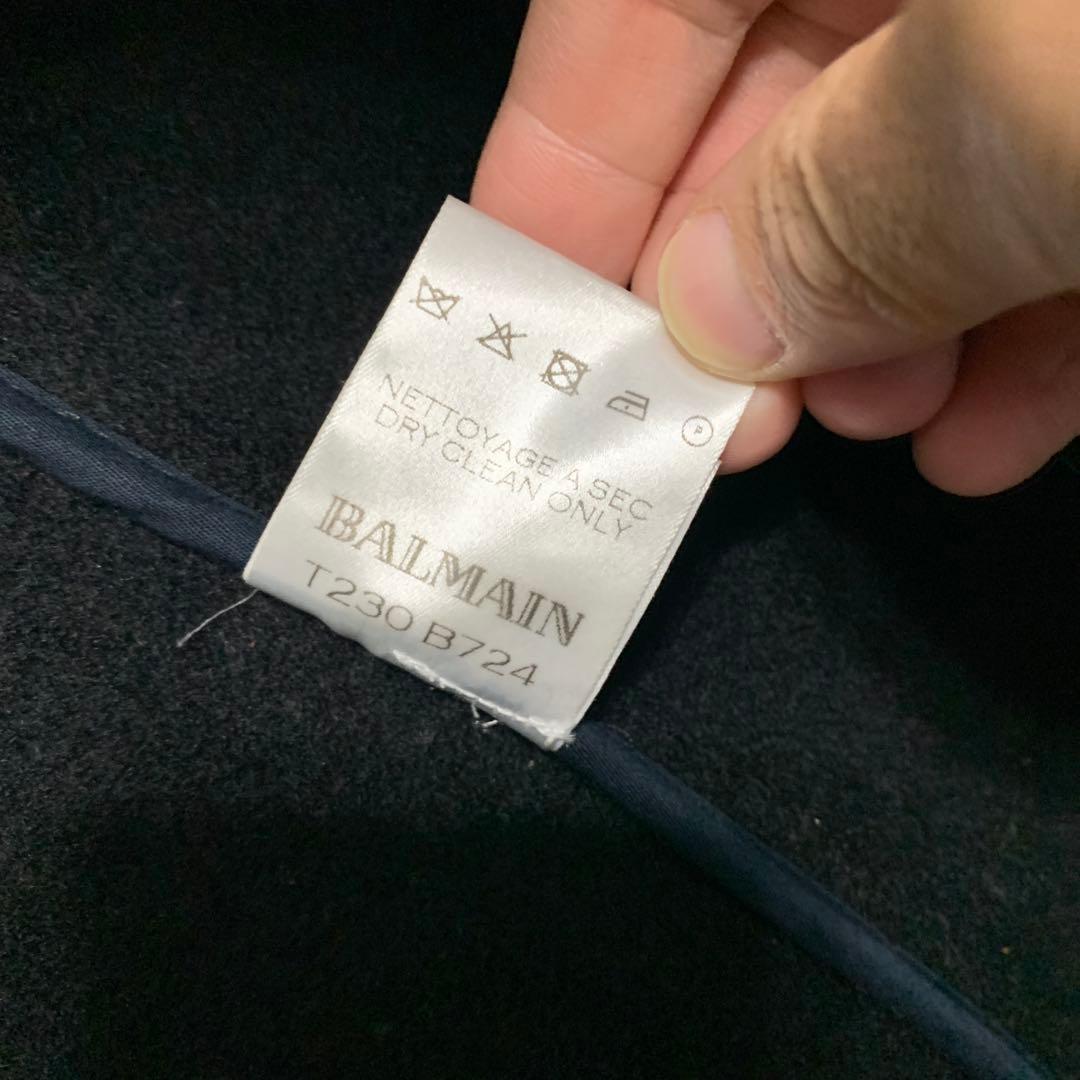 P
NETTOYAGE A SEC
DRY CLEAN ONLY
BALMAIN
T230 B724